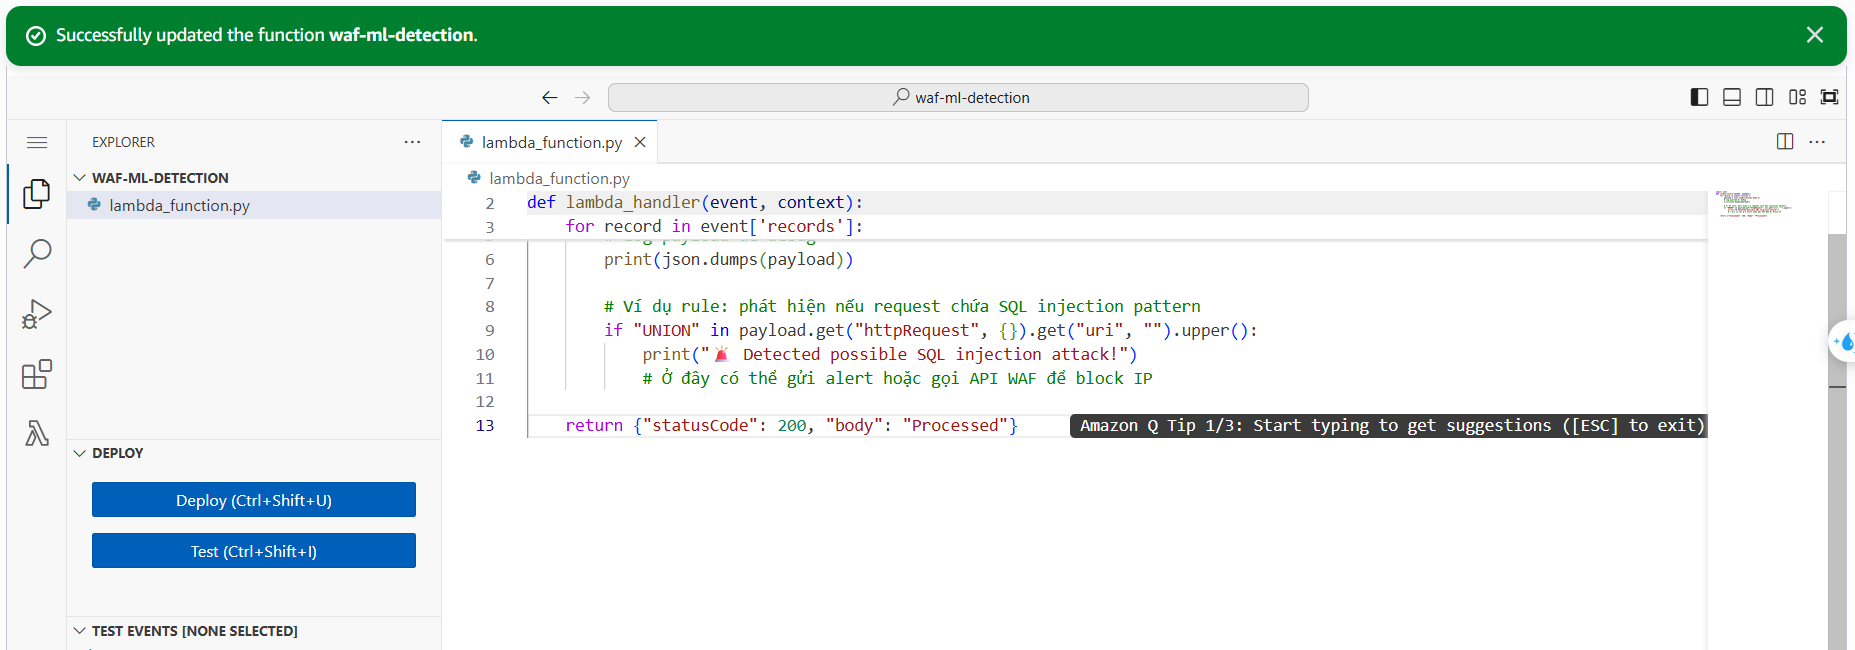 Successfully updated the function waf-ml-detection.
waf-ml-detection
EXPLORER
WAF-ML-DETECTION
lambda_function.py
DEPLOY
Deploy (Ctrl+Shift+U)
Test (Ctrl+Shift+I)
TEST EVENTS [NONE SELECTED]
lambda_function.py
lambda_function.py
2 def lambda_handler(event, context):
3 for record in event['records']:
6 print(json.dumps(payload))
7
8 # Ví dụ rule: phát hiện nếu request chứa SQL injection pattern
9 if "UNION" in payload.get("httpRequest", {}).get("uri", "").upper():
10 print("🚨 Detected possible SQL injection attack!")
11 # Ở đây có thể gửi alert hoặc gọi API WAF để block IP
12
13 return {"statusCode": 200, "body": "Processed"}
Amazon Q Tip 1/3: Start typing to get suggestions ([ESC] to exit)